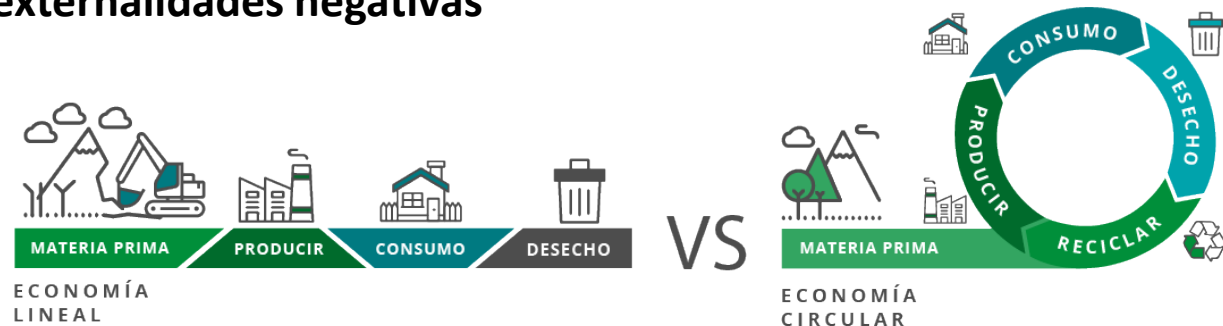 externalidades negativas
MATERIA PRIMA
PRODUCIR
CONSUMO
DESECHO
ECONOMÍA
LINEAL
VS
MATERIA PRIMA
PRODUCIR
CONSUMO
DESECHO
RECICLAR
ECONOMÍA
CIRCULAR